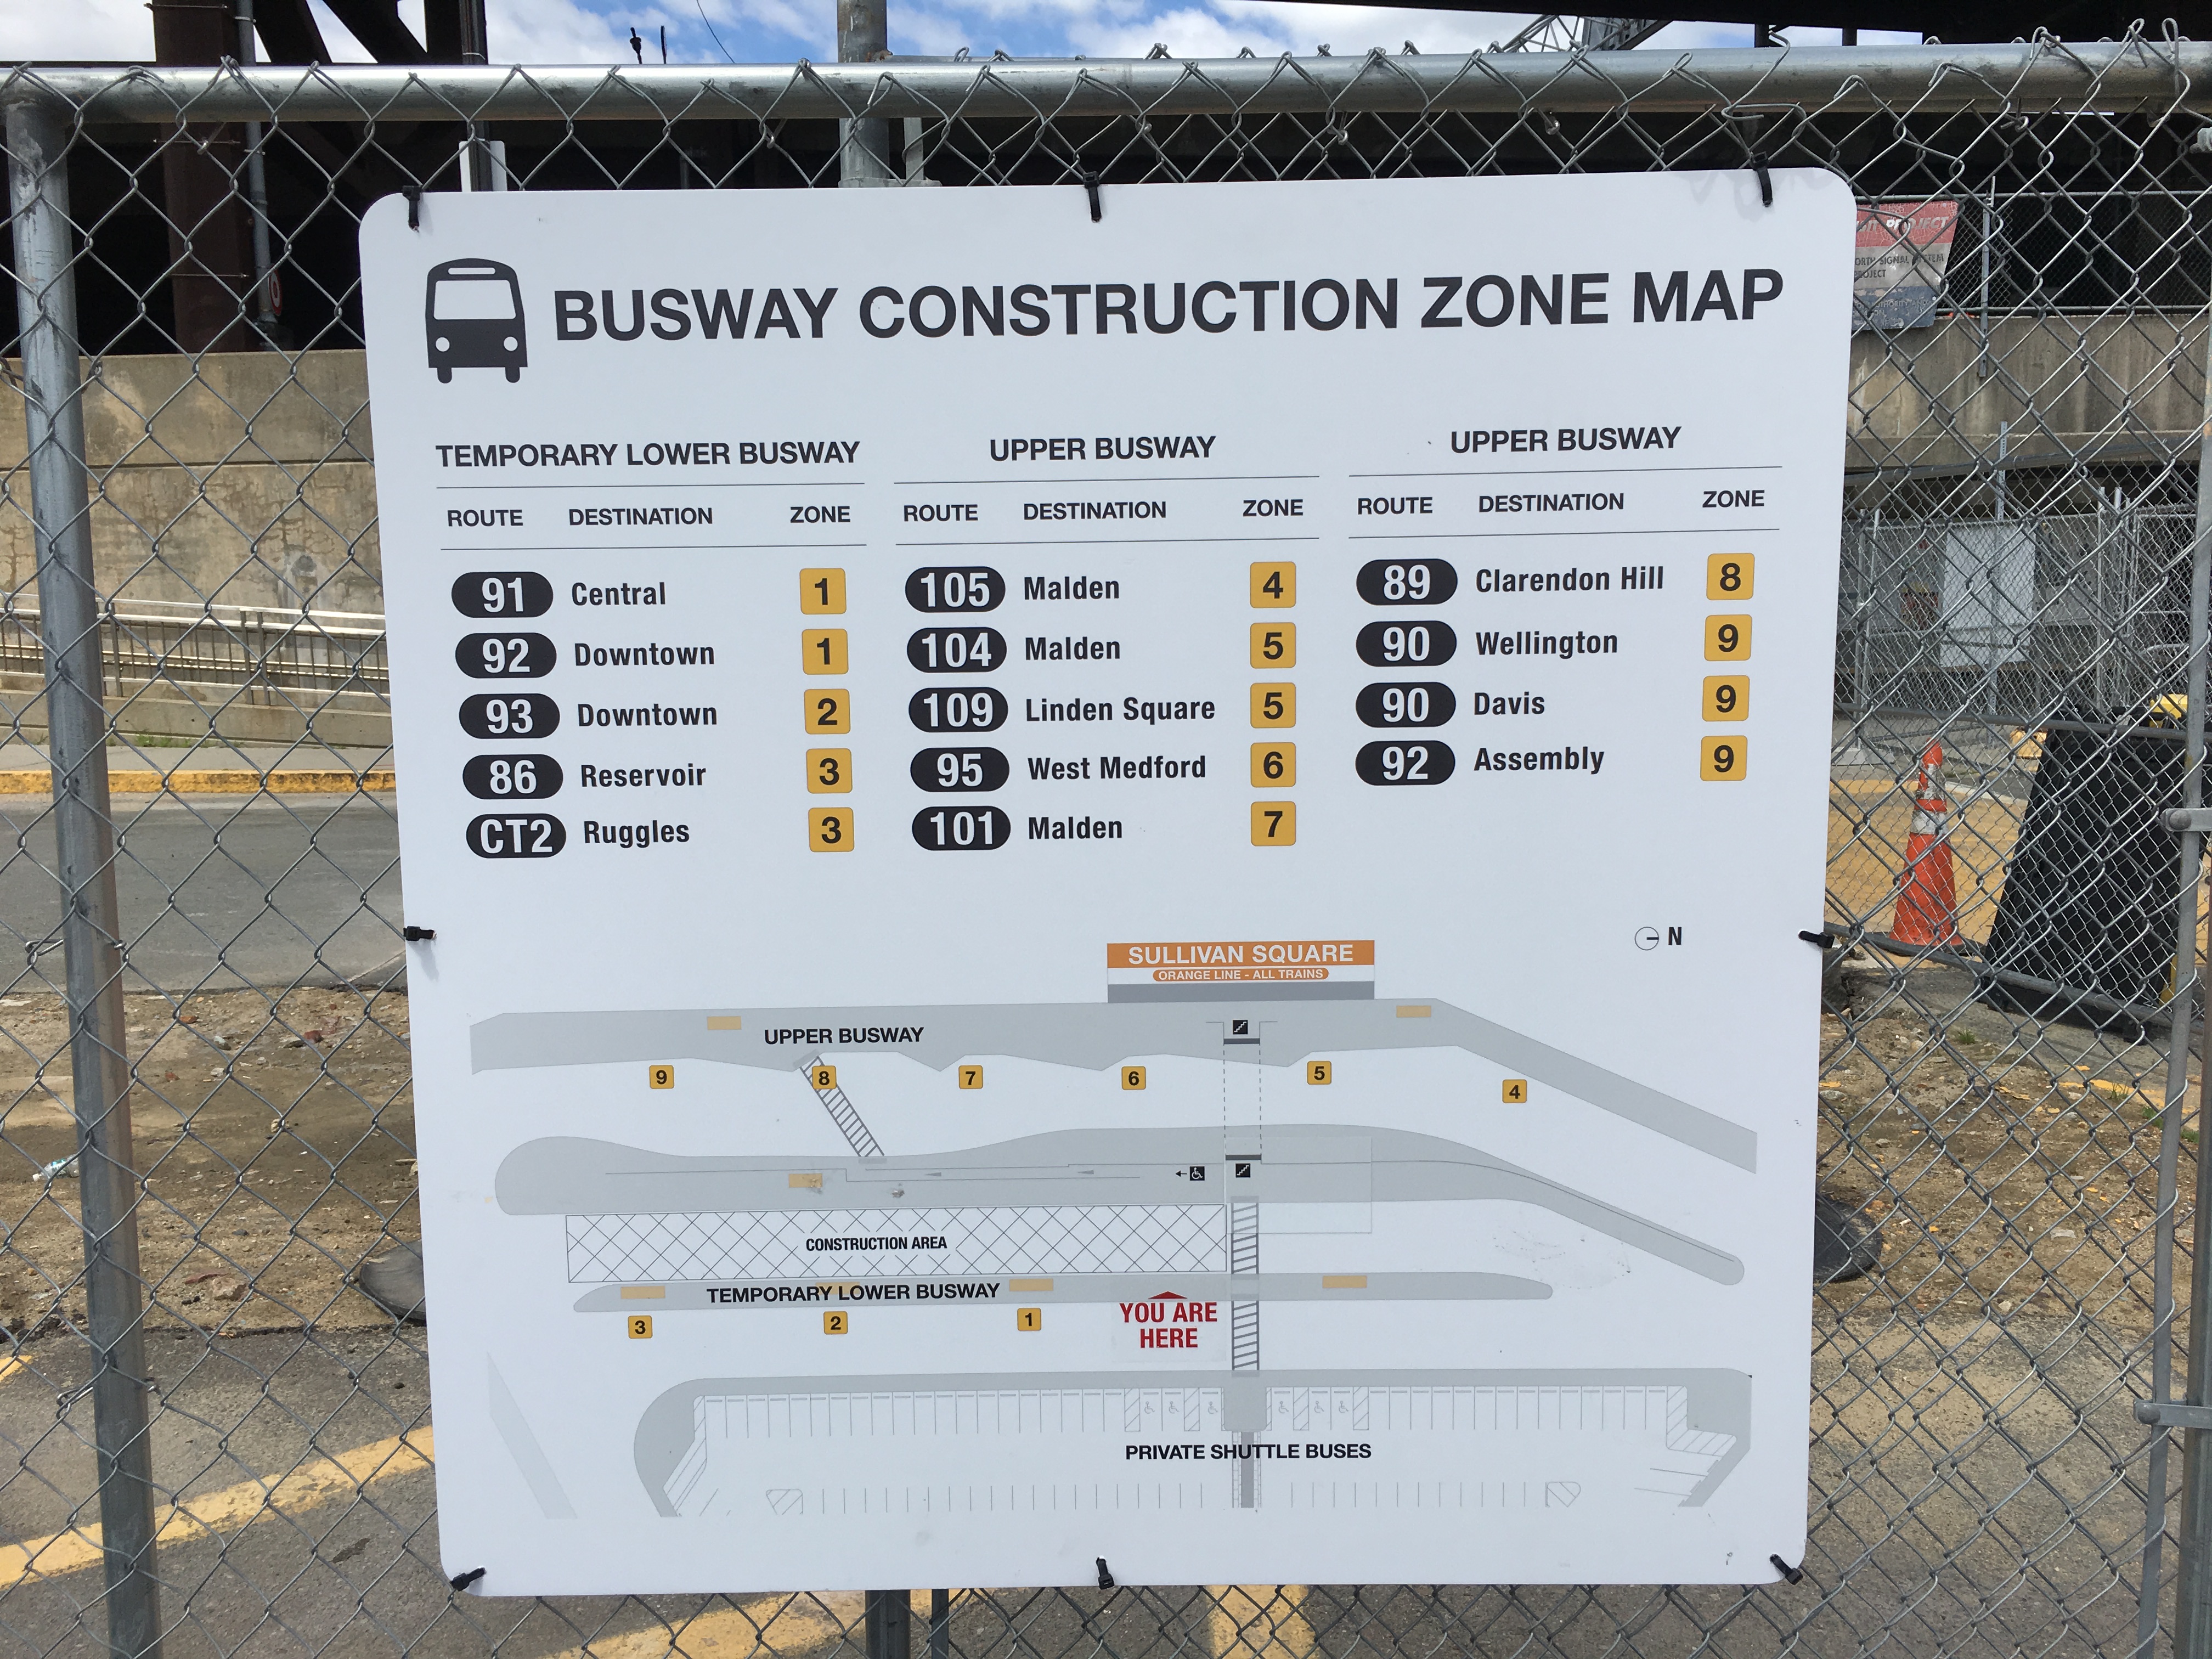 BUSWAY CONSTRUCTION ZONE MAP
TEMPORARY LOWER BUSWAY
ROUTE DESTINATION ZONE
91 Central 1
92 Downtown 1
93 Downtown 2
86 Reservoir 3
CT2 Ruggles 3
UPPER BUSWAY
ROUTE DESTINATION ZONE
105 Malden 4
104 Malden 5
109 Linden Square 5
95 West Medford 6
101 Malden 7
UPPER BUSWAY
ROUTE DESTINATION ZONE
89 Clarendon Hill 8
90 Wellington 9
90 Davis 9
92 Assembly 9
N
SULLIVAN SQUARE
ORANGE LINE - ALL TRAINS
UPPER BUSWAY
9 8 7 6 5 4
CONSTRUCTION AREA
TEMPORARY LOWER BUSWAY
3 2 1
YOU ARE
HERE
PRIVATE SHUTTLE BUSES
PROJECT
SIGNAL SYSTEM
PROJECT